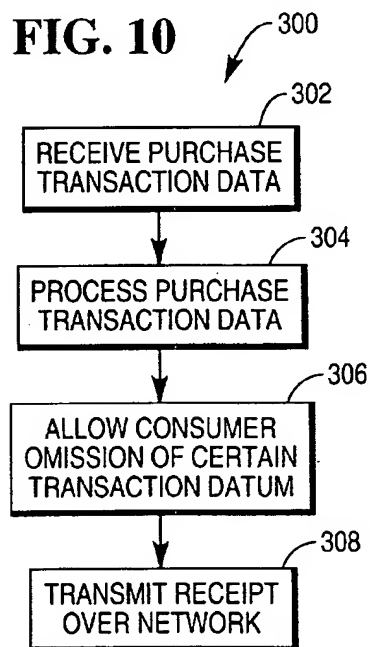 FIG. 10
300
302
RECEIVE PURCHASE
TRANSACTION DATA
304
PROCESS PURCHASE
TRANSACTION DATA
306
ALLOW CONSUMER
OMISSION OF CERTAIN
TRANSACTION DATUM
308
TRANSMIT RECEIPT
OVER NETWORK